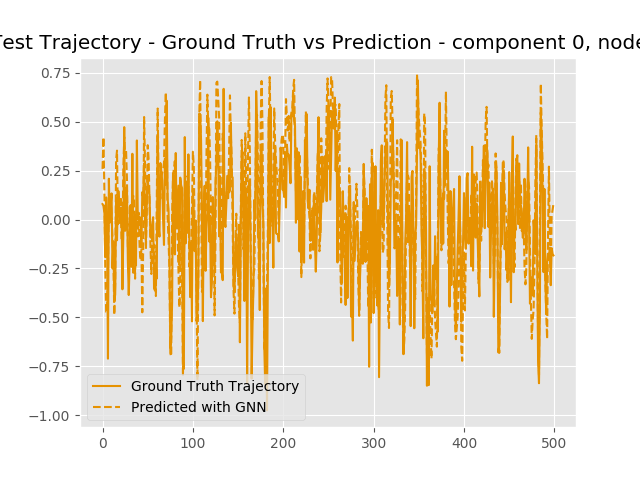 Test Trajectory - Ground Truth vs Prediction - component 0, node
0.75
0.50
0.25
0.00
−0.25
−0.50
−0.75
−1.00
Ground Truth Trajectory
Predicted with GNN
0 100 200 300 400 500